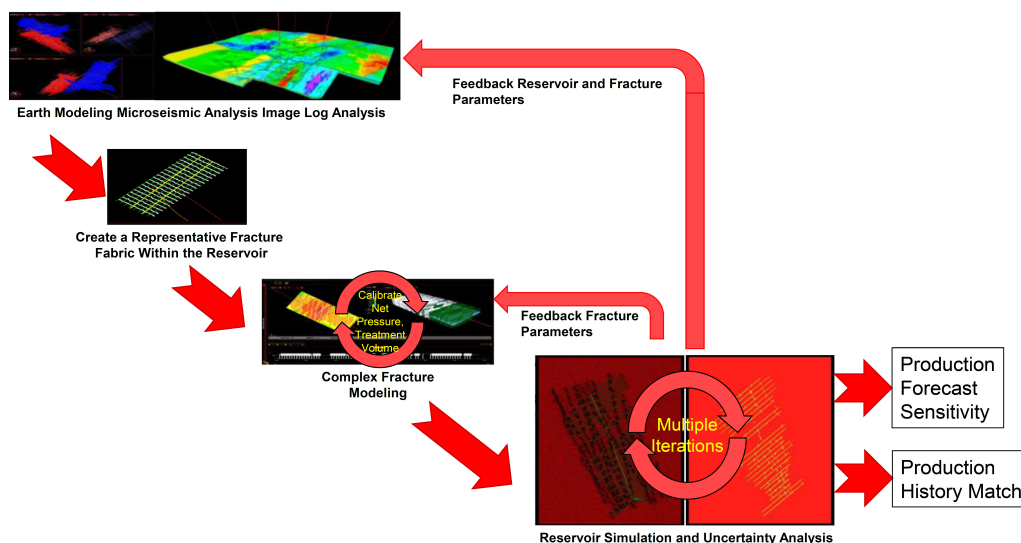 Feedback Reservoir and Fracture
Parameters
Earth Modeling Microseismic Analysis Image Log Analysis
Create a Representative Fracture
Fabric Within the Reservoir
Calibrate
Net
Pressure,
Treatment
Volume
Feedback Fracture
Parameters
Complex Fracture
Modeling
Multiple
Iterations
Production
Forecast
Sensitivity
Production
History Match
Reservoir Simulation and Uncertainty Analysis